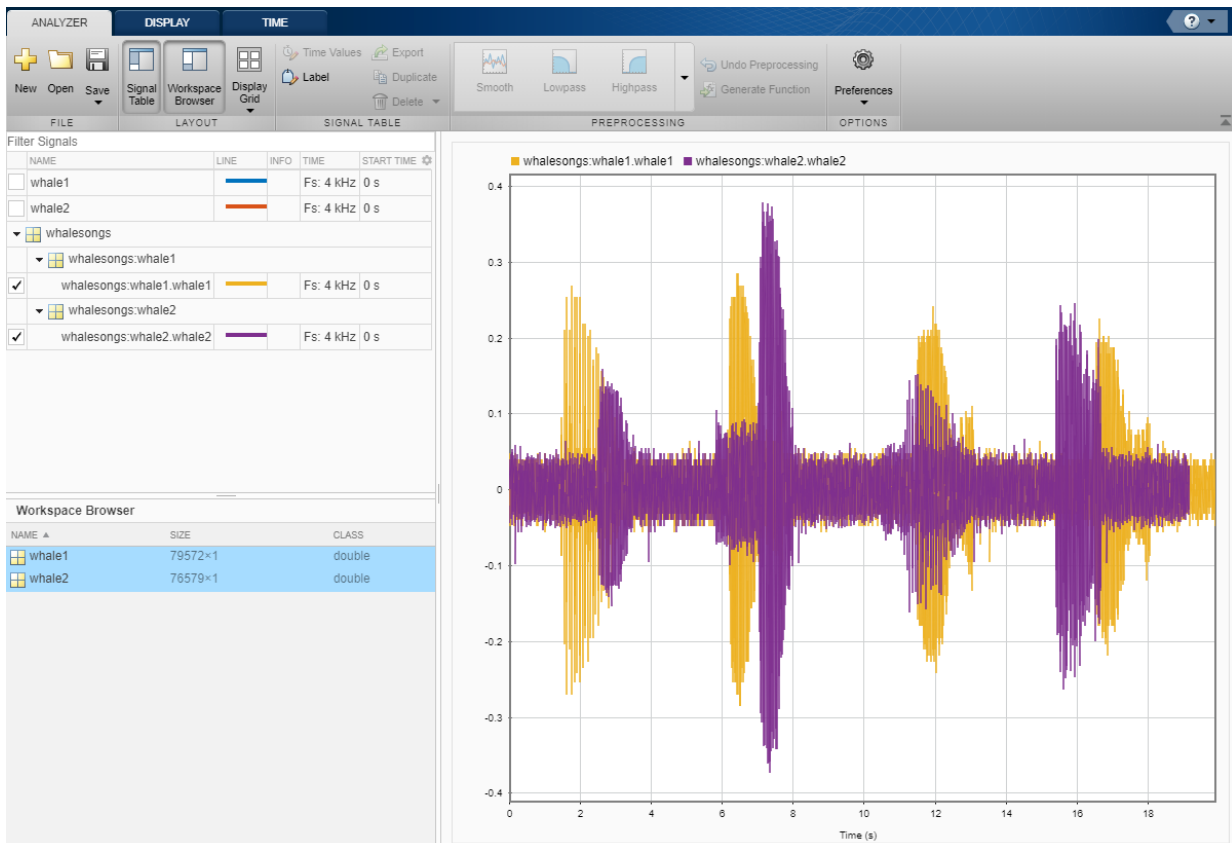 ANALYZER DISPLAY TIME ?
New Open Save Signal Table Workspace Browser Display Grid Time Values Label Export Duplicate Delete Smooth Lowpass Highpass Undo Preprocessing Generate Function Preferences
FILE LAYOUT SIGNAL TABLE PREPROCESSING OPTIONS
Filter Signals
NAME LINE INFO TIME START TIME
whale1 Fs: 4 kHz 0 s
whale2 Fs: 4 kHz 0 s
whalesongs
whalesongs:whale1
whalesongs:whale1.whale1 Fs: 4 kHz 0 s
whalesongs:whale2
whalesongs:whale2.whale2 Fs: 4 kHz 0 s
Workspace Browser
NAME SIZE CLASS
whale1 79572×1 double
whale2 76579×1 double
whalesongs:whale1.whale1 whalesongs:whale2.whale2
0.4
0.3
0.2
0.1
0
-0.1
-0.2
-0.3
-0.4
0 2 4 6 8 10 12 14 16 18
Time (s)